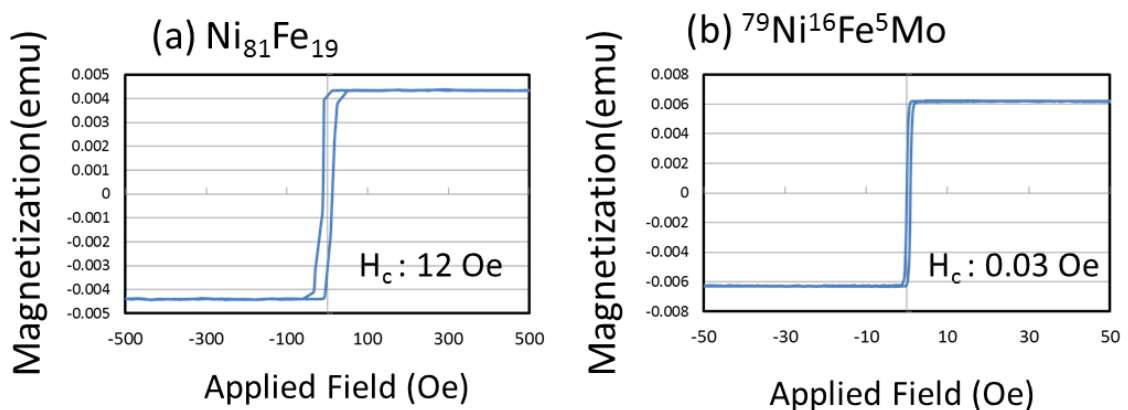 (a) Ni₈₁Fe₁₉
Magnetization(emu)
0.005
0.004
0.003
0.002
0.001
0
-0.001
-0.002
-0.003
-0.004
-0.005
H꜀ : 12 Oe
-500 -300 -100 100 300 500
Applied Field (Oe)
(b) ⁷⁹Ni¹⁶Fe⁵Mo
Magnetization(emu)
0.008
0.006
0.004
0.002
0
-0.002
-0.004
-0.006
-0.008
H꜀ : 0.03 Oe
-50 -30 -10 10 30 50
Applied Field (Oe)